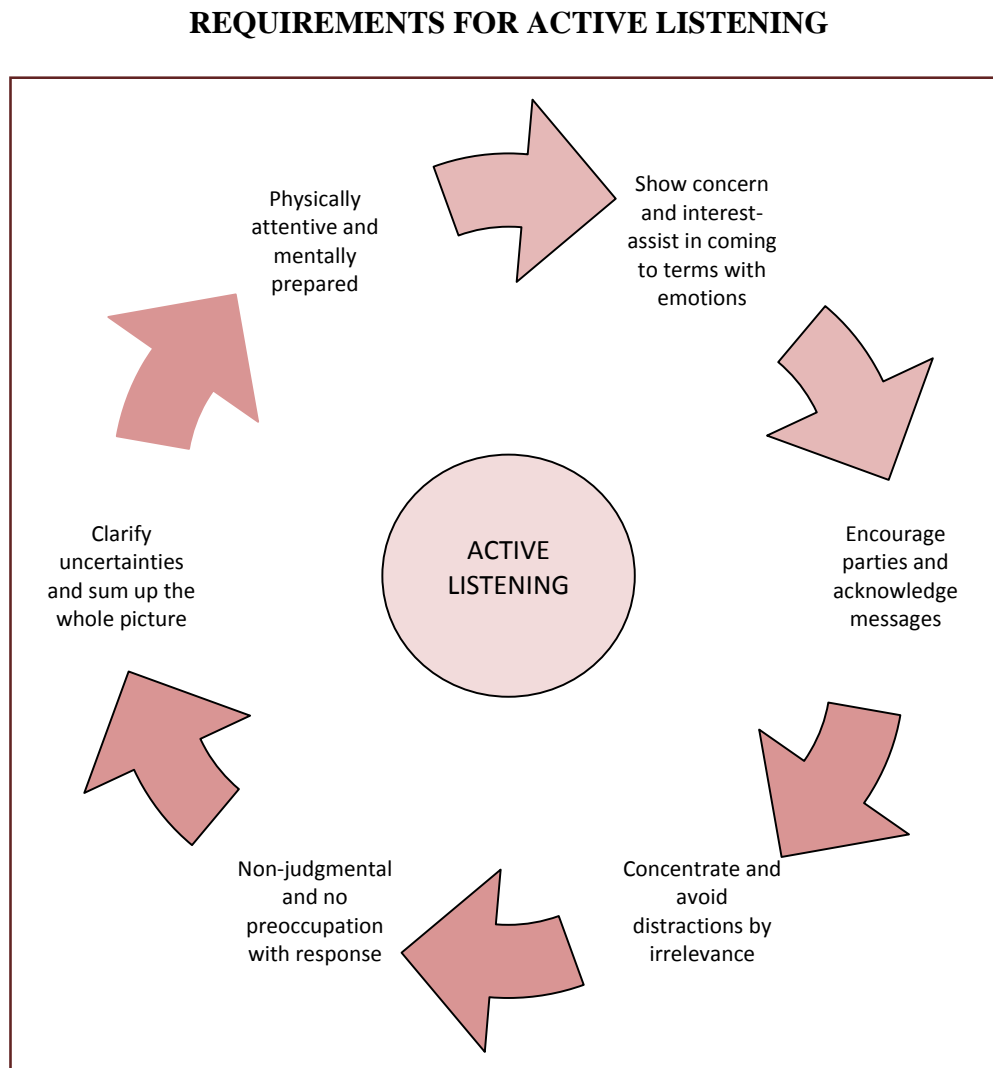 REQUIREMENTS FOR ACTIVE LISTENING
Physically
attentive and
mentally
prepared
Show concern
and interest-
assist in coming
to terms with
emotions
Encourage
parties and
acknowledge
messages
Concentrate and
avoid
distractions by
irrelevance
Non-judgmental
and no
preoccupation
with response
Clarify
uncertainties
and sum up the
whole picture
ACTIVE
LISTENING